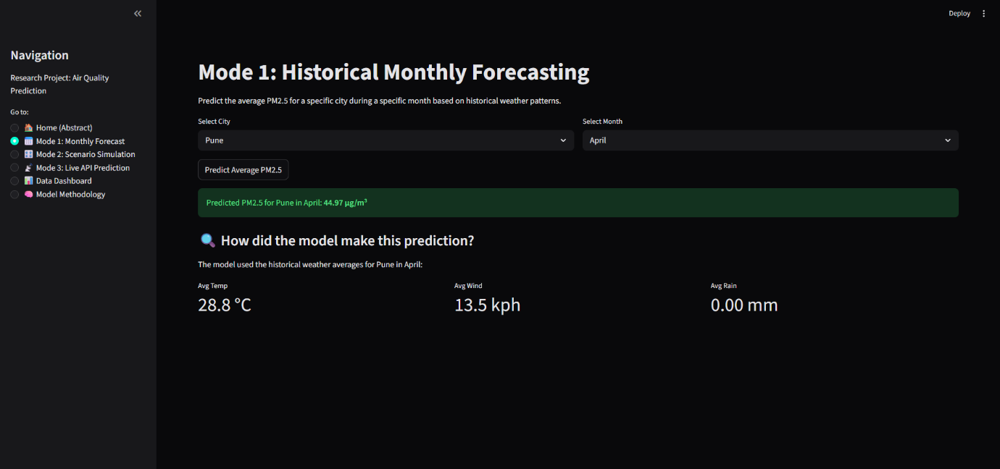 Deploy
Navigation
Research Project: Air Quality
Prediction
Go to:
🏠 Home (Abstract)
📅 Mode 1: Monthly Forecast
🎛️ Mode 2: Scenario Simulation
📡 Mode 3: Live API Prediction
📊 Data Dashboard
🧠 Model Methodology
Mode 1: Historical Monthly Forecasting
Predict the average PM2.5 for a specific city during a specific month based on historical weather patterns.
Select City
Pune
Select Month
April
Predict Average PM2.5
Predicted PM2.5 for Pune in April: 44.97 µg/m³
🔍 How did the model make this prediction?
The model used the historical weather averages for Pune in April:
Avg Temp
28.8 °C
Avg Wind
13.5 kph
Avg Rain
0.00 mm